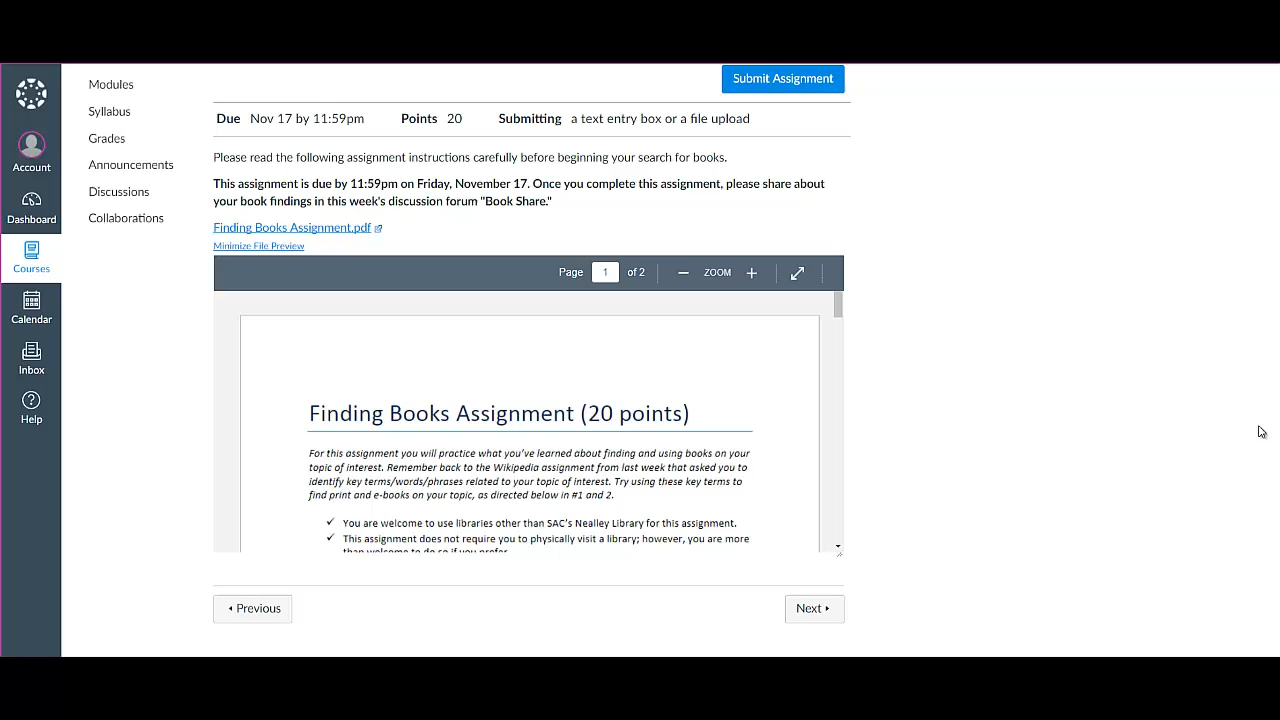 Submit Assignment
Modules
Syllabus
Grades
Announcements
Discussions
Collaborations
Account
Dashboard
Courses
Calendar
Inbox
Help
Due Nov 17 by 11:59pm Points 20 Submitting a text entry box or a file upload
Please read the following assignment instructions carefully before beginning your search for books.
This assignment is due by 11:59pm on Friday, November 17. Once you complete this assignment, please share about
your book findings in this week's discussion forum "Book Share."
Finding Books Assignment.pdf
Minimize File Preview
Page 1 of 2 − ZOOM +
Finding Books Assignment (20 points)
For this assignment you will practice what you've learned about finding and using books on your
topic of interest. Remember back to the Wikipedia assignment from last week that asked you to
identify key terms/words/phrases related to your topic of interest. Try using these key terms to
find print and e-books on your topic, as directed below in #1 and 2.
✓ You are welcome to use libraries other than SAC's Nealley Library for this assignment.
✓ This assignment does not require you to physically visit a library; however, you are more
than welcome to do so if you prefer.
Previous
Next